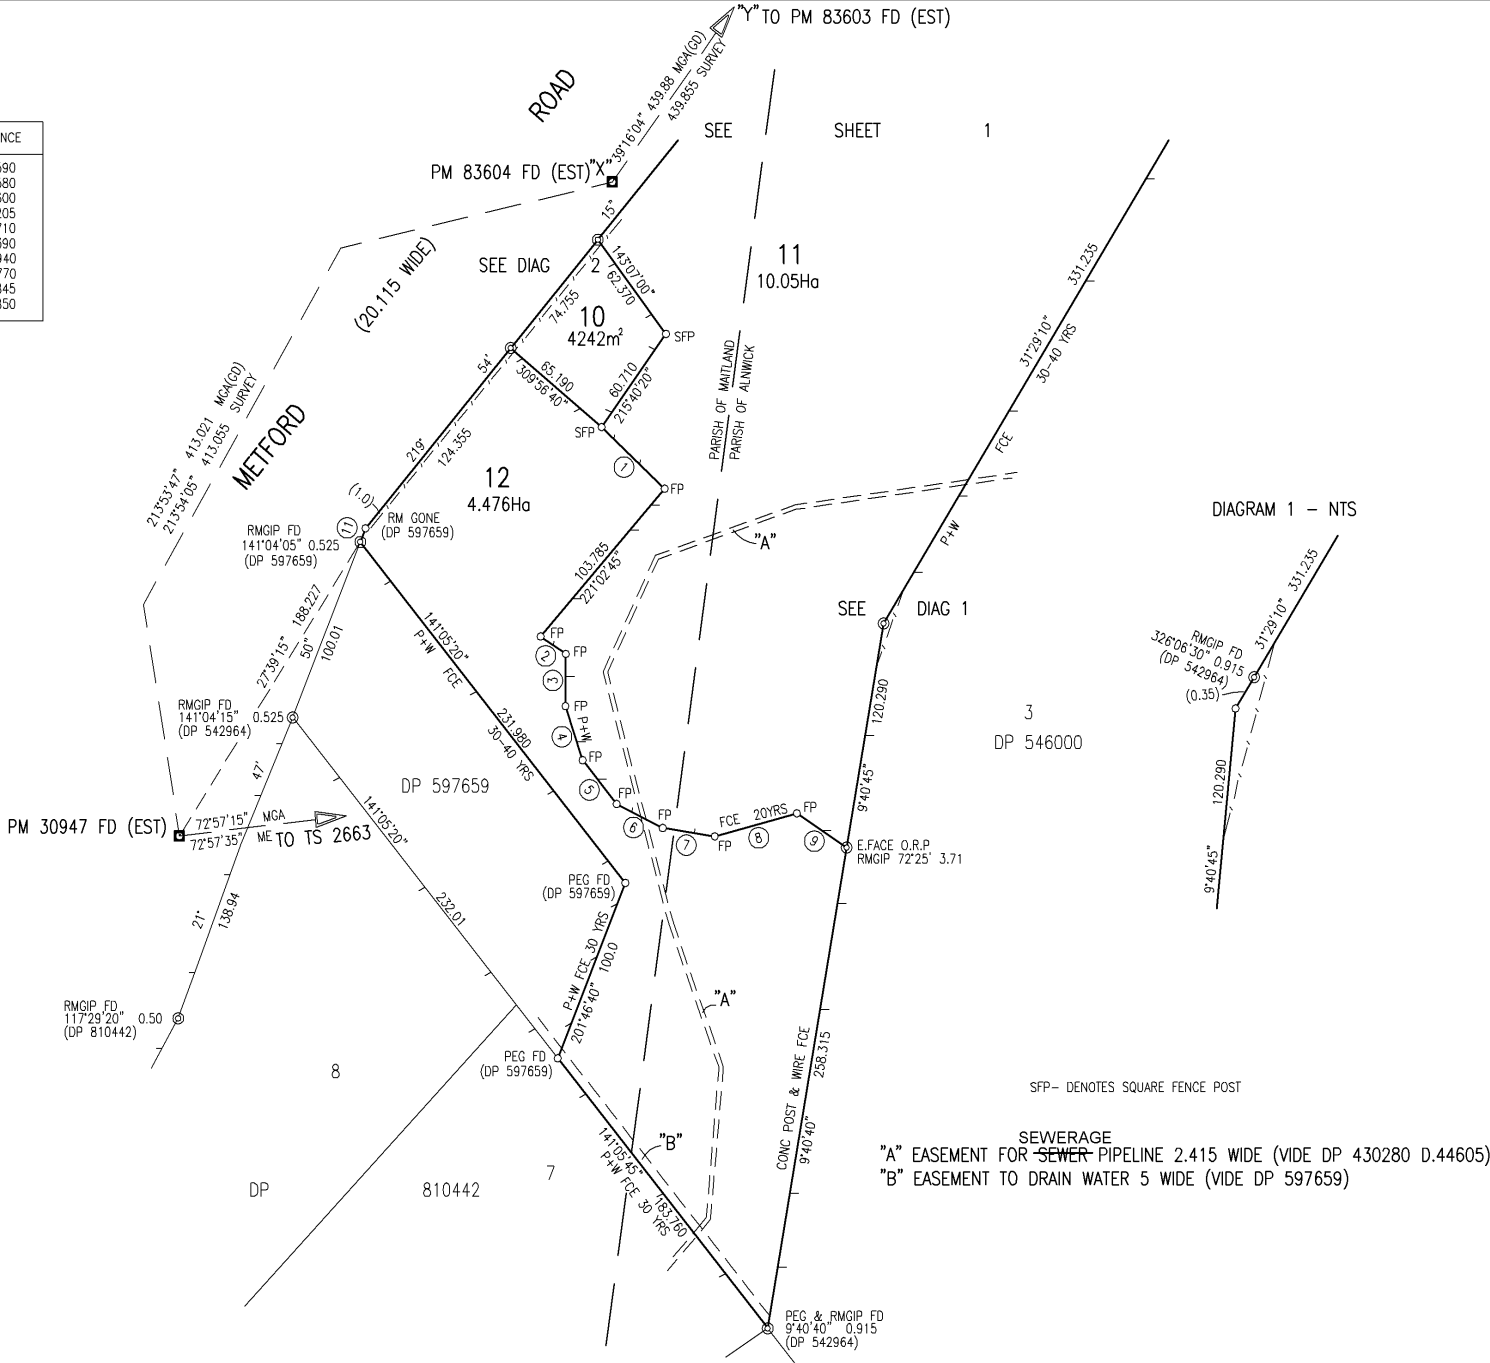 "Y" TO PM 83603 FD (EST)
39°16'04" 439.88 MGA(GD)
439.855 SURVEY
ROAD
SEE SHEET 1
NCE
PM 83604 FD (EST) "X"
15"
SEE DIAG 2
143°07'00"
62.370
11
10.05Ha
331.235
(20.115 WIDE)
74.755
10
4242m²
SFP
31°29'10"
30-40 YRS
54'
65.190
309°56'40"
60.710
215°40'20"
PARISH OF MAITLAND
PARISH OF ALNWICK
213°53'47" 413.021 MGA(GD)
213°54'05" 413.055 SURVEY
METFORD
SFP
219°
124.355
1
FCE
12
4.476Ha
FP
(1.0)
11
RM GONE
(DP 597659)
RMGIP FD
141°04'05" 0.525
(DP 597659)
"A"
P+W
DIAGRAM 1 - NTS
103.785
221°02'45"
331.235
31°29'10"
SEE DIAG 1
27°39'15" 188.227
50"
100.01
141°05'20"
P+W FCE
FP
2
FP
3
RMGIP FD
326°06'30" 0.915
(DP 542964)
(0.35)
RMGIP FD
141°04'15" 0.525
(DP 542964)
FP
P+W
4
231.980
30-40 YRS
120.290
3
DP 546000
47'
DP 597659
FP
5
9°40'45"
120.290
PM 30947 FD (EST)
72°57'15" MGA
72°57'35" ME
TO TS 2663
141°05'20"
FP
6
FP
7
FP
FCE 20YRS
8
FP
9
E.FACE O.R.P
RMGIP 72°25' 3.71
9°40'45"
PEG FD
(DP 597659)
21°
138.94
232.01
P+W FCE 30 YRS
201°46'40" 100.0
RMGIP FD
117°29'20" 0.50
(DP 810442)
"A"
PEG FD
(DP 597659)
8
CONC POST & WIRE FCE
258.315
9°40'40"
SFP- DENOTES SQUARE FENCE POST
"B"
141°05'45"
P+W FCE 30 YRS
183.760
7
DP 810442
SEWERAGE
"A" EASEMENT FOR SEWER PIPELINE 2.415 WIDE (VIDE DP 430280 D.44605)
"B" EASEMENT TO DRAIN WATER 5 WIDE (VIDE DP 597659)
PEG & RMGIP FD
9°40'40" 0.915
(DP 542964)